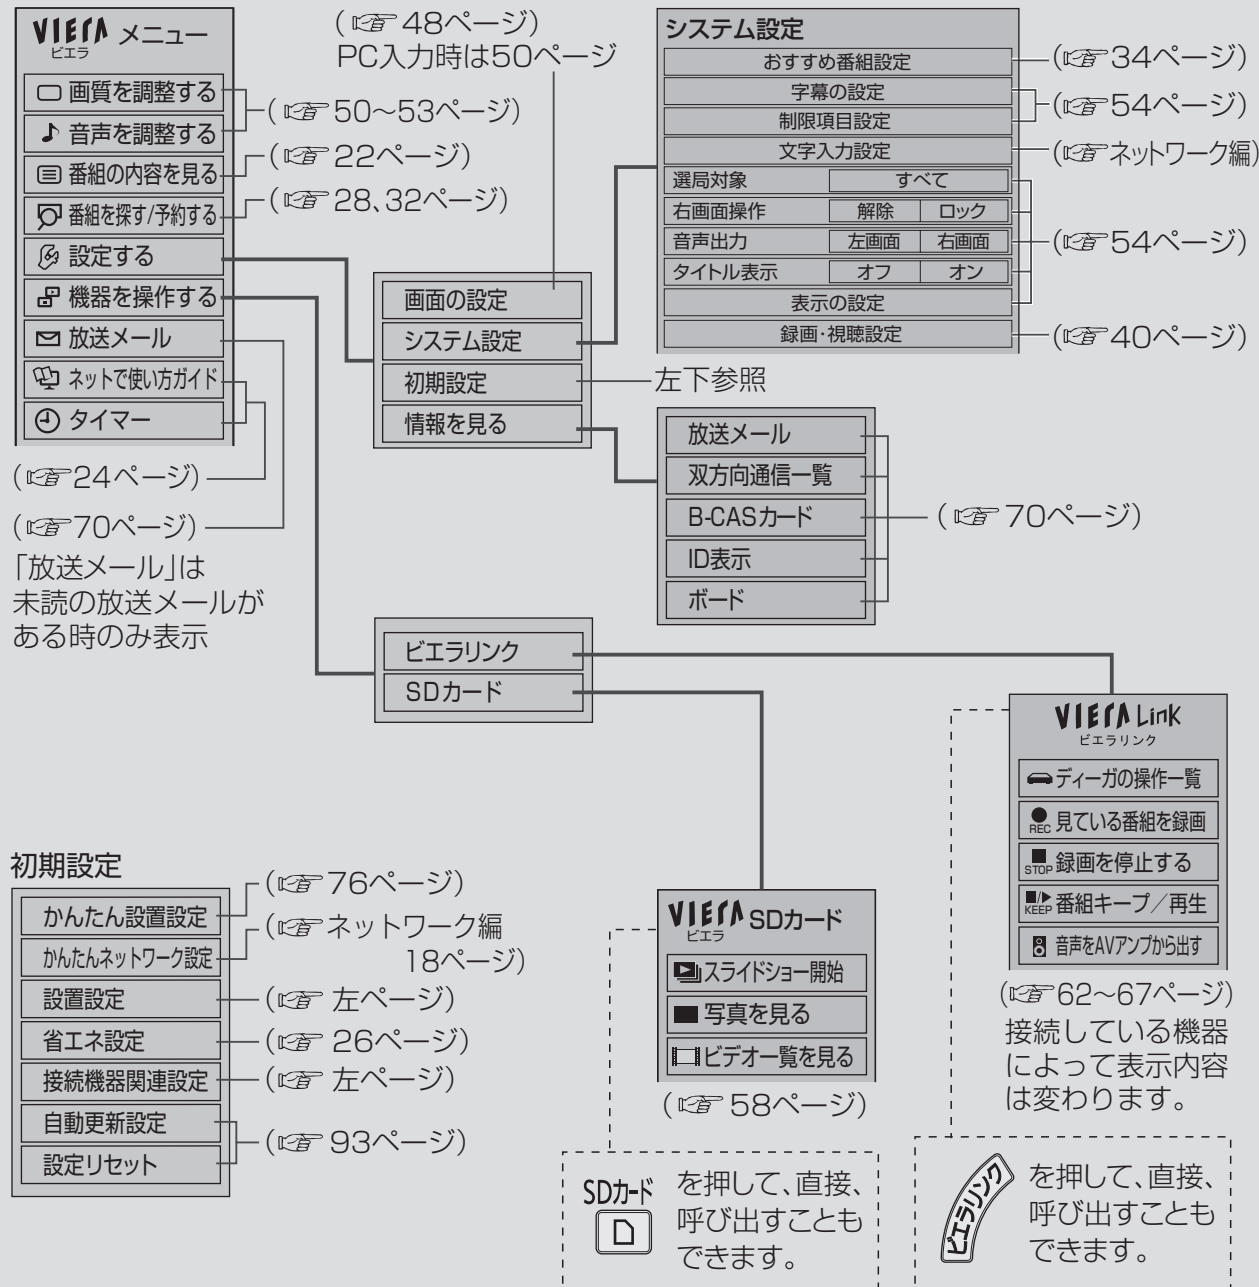 VIERA メニュー
ビエラ
画質を調整する
音声を調整する
(☞50～53ページ)
番組の内容を見る
(☞22ページ)
番組を探す/予約する
(☞28、32ページ)
設定する
機器を操作する
放送メール
ネットで使い方ガイド
タイマー
(☞24ページ)
(☞70ページ)
「放送メール」は
未読の放送メールが
ある時のみ表示
(☞48ページ)
PC入力時は50ページ
画面の設定
システム設定
初期設定
左下参照
情報を見る
システム設定
おすすめ番組設定
(☞34ページ)
字幕の設定
制限項目設定
(☞54ページ)
文字入力設定
(☞ネットワーク編)
選局対象 すべて
右画面操作 解除 ロック
音声出力 左画面 右画面
(☞54ページ)
タイトル表示 オフ オン
表示の設定
録画・視聴設定
(☞40ページ)
放送メール
双方向通信一覧
B-CASカード
(☞70ページ)
ID表示
ボード
ビエラリンク
SDカード
VIERA Link
ビエラリンク
ディーガの操作一覧
REC 見ている番組を録画
STOP 録画を停止する
KEEP 番組キープ／再生
音声をAVアンプから出す
(☞62～67ページ)
接続している機器
によって表示内容
は変わります。
ビエラリンク
を押して、直接、
呼び出すことも
できます。
VIERA SDカード
ビエラ
スライドショー開始
写真を見る
ビデオ一覧を見る
(☞58ページ)
SDカード
を押して、直接、
呼び出すことも
できます。
初期設定
かんたん設置設定
(☞76ページ)
かんたんネットワーク設定
(☞ネットワーク編
18ページ)
設置設定
(☞左ページ)
省エネ設定
(☞26ページ)
接続機器関連設定
(☞左ページ)
自動更新設定
設定リセット
(☞93ページ)